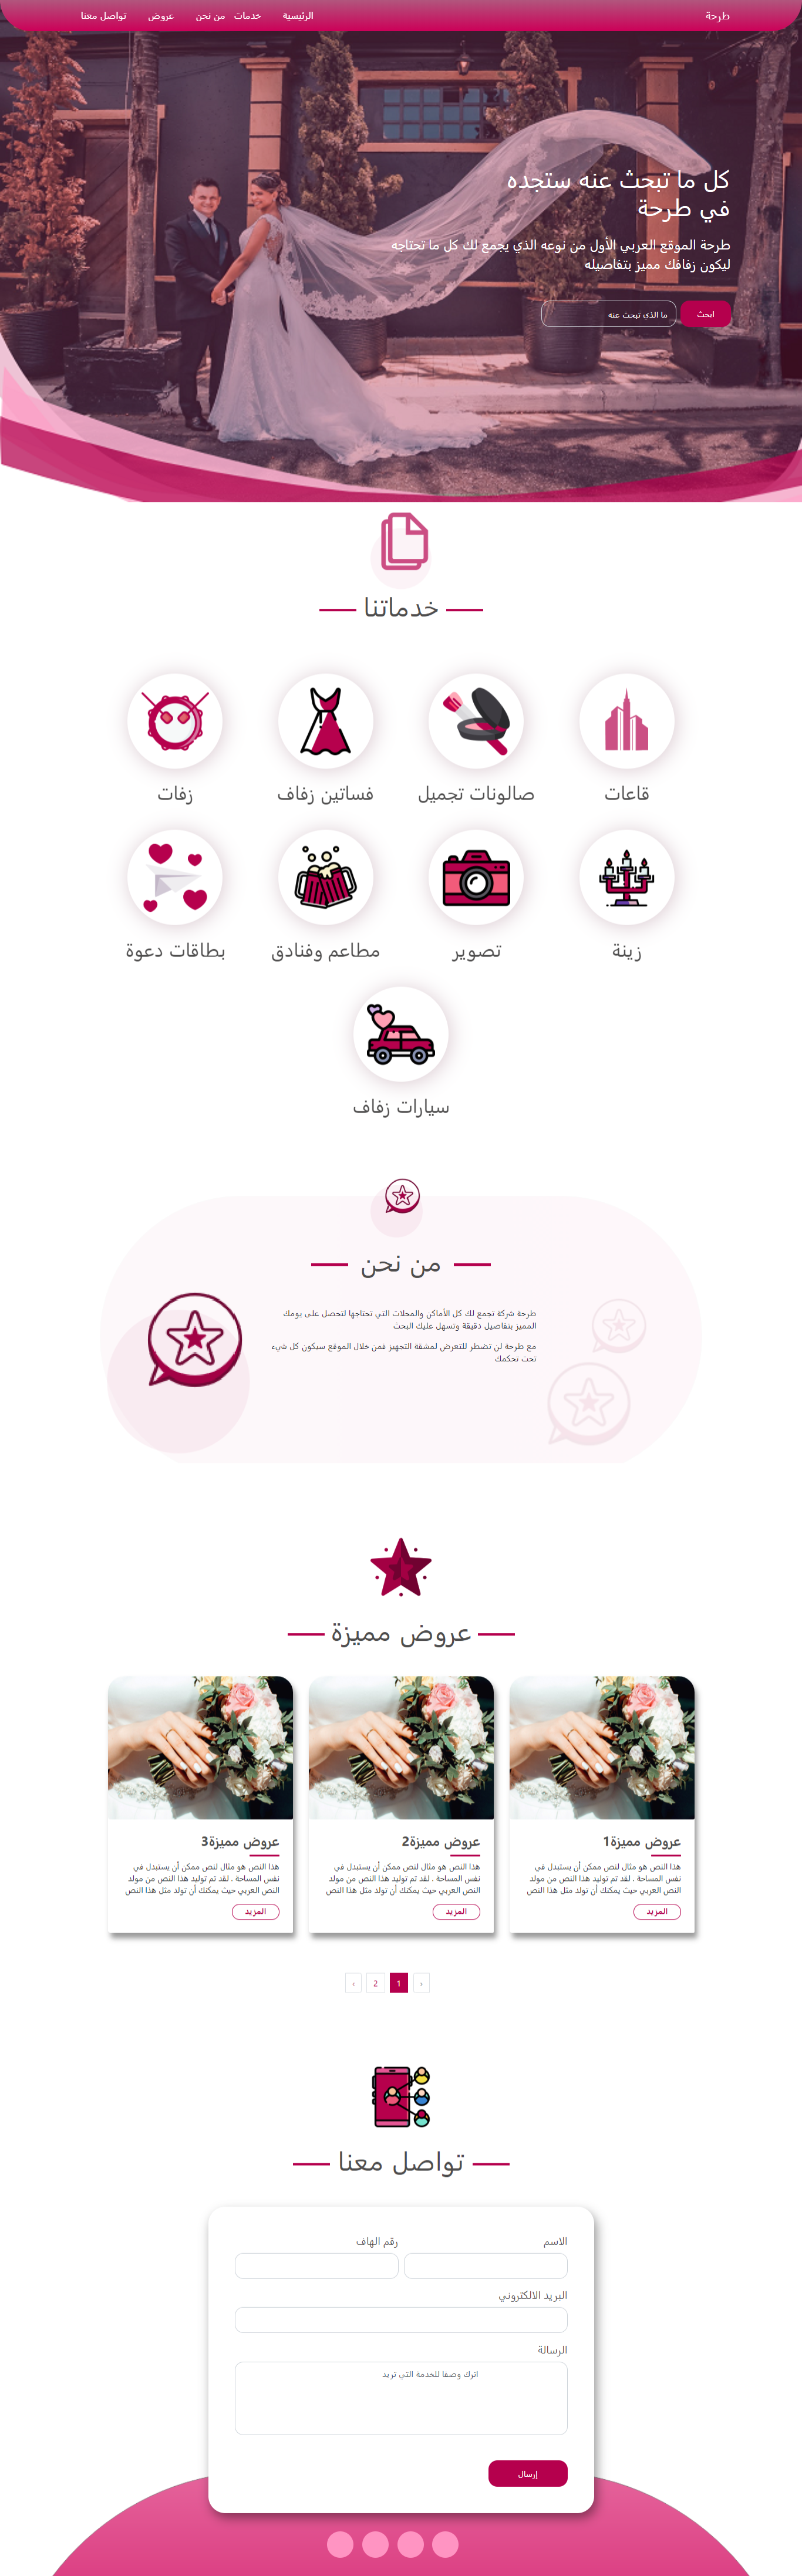 طرحة
الرئيسية خدمات من نحن عروض تواصل معنا
كل ما تبحث عنه ستجده
في طرحة
طرحة الموقع العربي الأول من نوعه الذي يجمع لك كل ما تحتاجه
ليكون زفافك مميز بتفاصيله
ابحث
ما الذي تبحث عنه
خدماتنا
قاعات
صالونات تجميل
فساتين زفاف
زفات
زينة
تصوير
مطاعم وفنادق
بطاقات دعوة
سيارات زفاف
من نحن
طرحة شركة تجمع لك كل الأماكن والمحلات التي تحتاجها لتحصل على يومك
المميز بتفاصيل دقيقة وتسهل عليك البحث
مع طرحة لن تضطر للتعرض لمشقة التجهيز فمن خلال الموقع سيكون كل شيء
تحت تحكمك
عروض مميزة
عروض مميزة1
هذا النص هو مثال لنص ممكن أن يستبدل في
نفس المساحة . لقد تم توليد هذا النص من مولد
النص العربي حيث يمكنك أن تولد مثل هذا النص
المزيد
عروض مميزة2
هذا النص هو مثال لنص ممكن أن يستبدل في
نفس المساحة . لقد تم توليد هذا النص من مولد
النص العربي حيث يمكنك أن تولد مثل هذا النص
المزيد
عروض مميزة3
هذا النص هو مثال لنص ممكن أن يستبدل في
نفس المساحة . لقد تم توليد هذا النص من مولد
النص العربي حيث يمكنك أن تولد مثل هذا النص
المزيد
‹ 1 2 ›
تواصل معنا
الاسم
رقم الهاف
البريد الالكتروني
الرسالة
اترك وصفا للخدمة التي تريد
إرسال